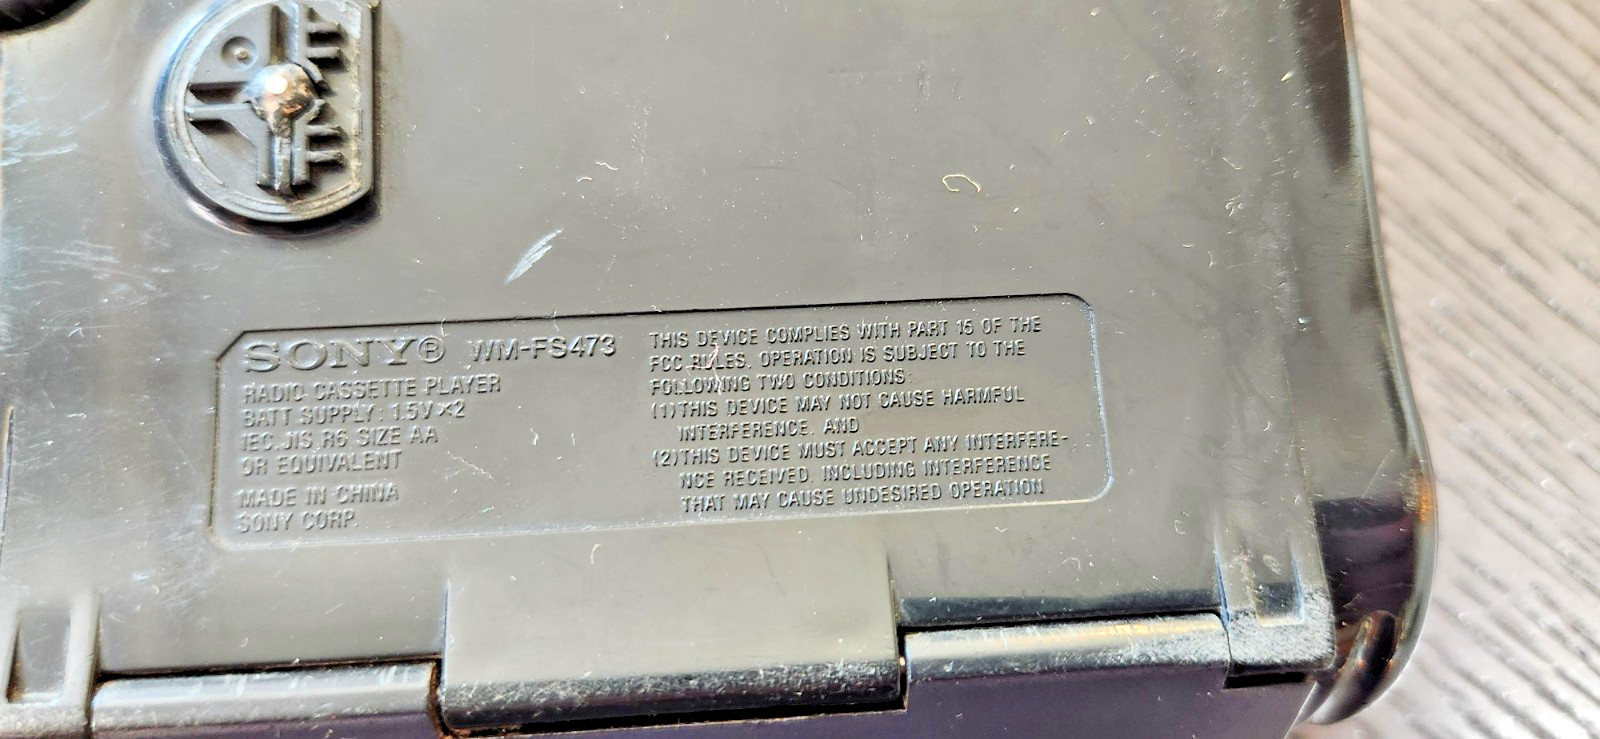 SONY® WM-FS473
RADIO CASSETTE PLAYER
BATT SUPPLY: 1.5V×2
IEC, JIS R6 SIZE AA
OR EQUIVALENT
MADE IN CHINA
SONY CORP.
THIS DEVICE COMPLIES WITH PART 15 OF THE
FCC RULES. OPERATION IS SUBJECT TO THE
FOLLOWING TWO CONDITIONS:
(1) THIS DEVICE MAY NOT CAUSE HARMFUL
INTERFERENCE, AND
(2) THIS DEVICE MUST ACCEPT ANY INTERFERE-
NCE RECEIVED, INCLUDING INTERFERENCE
THAT MAY CAUSE UNDESIRED OPERATION